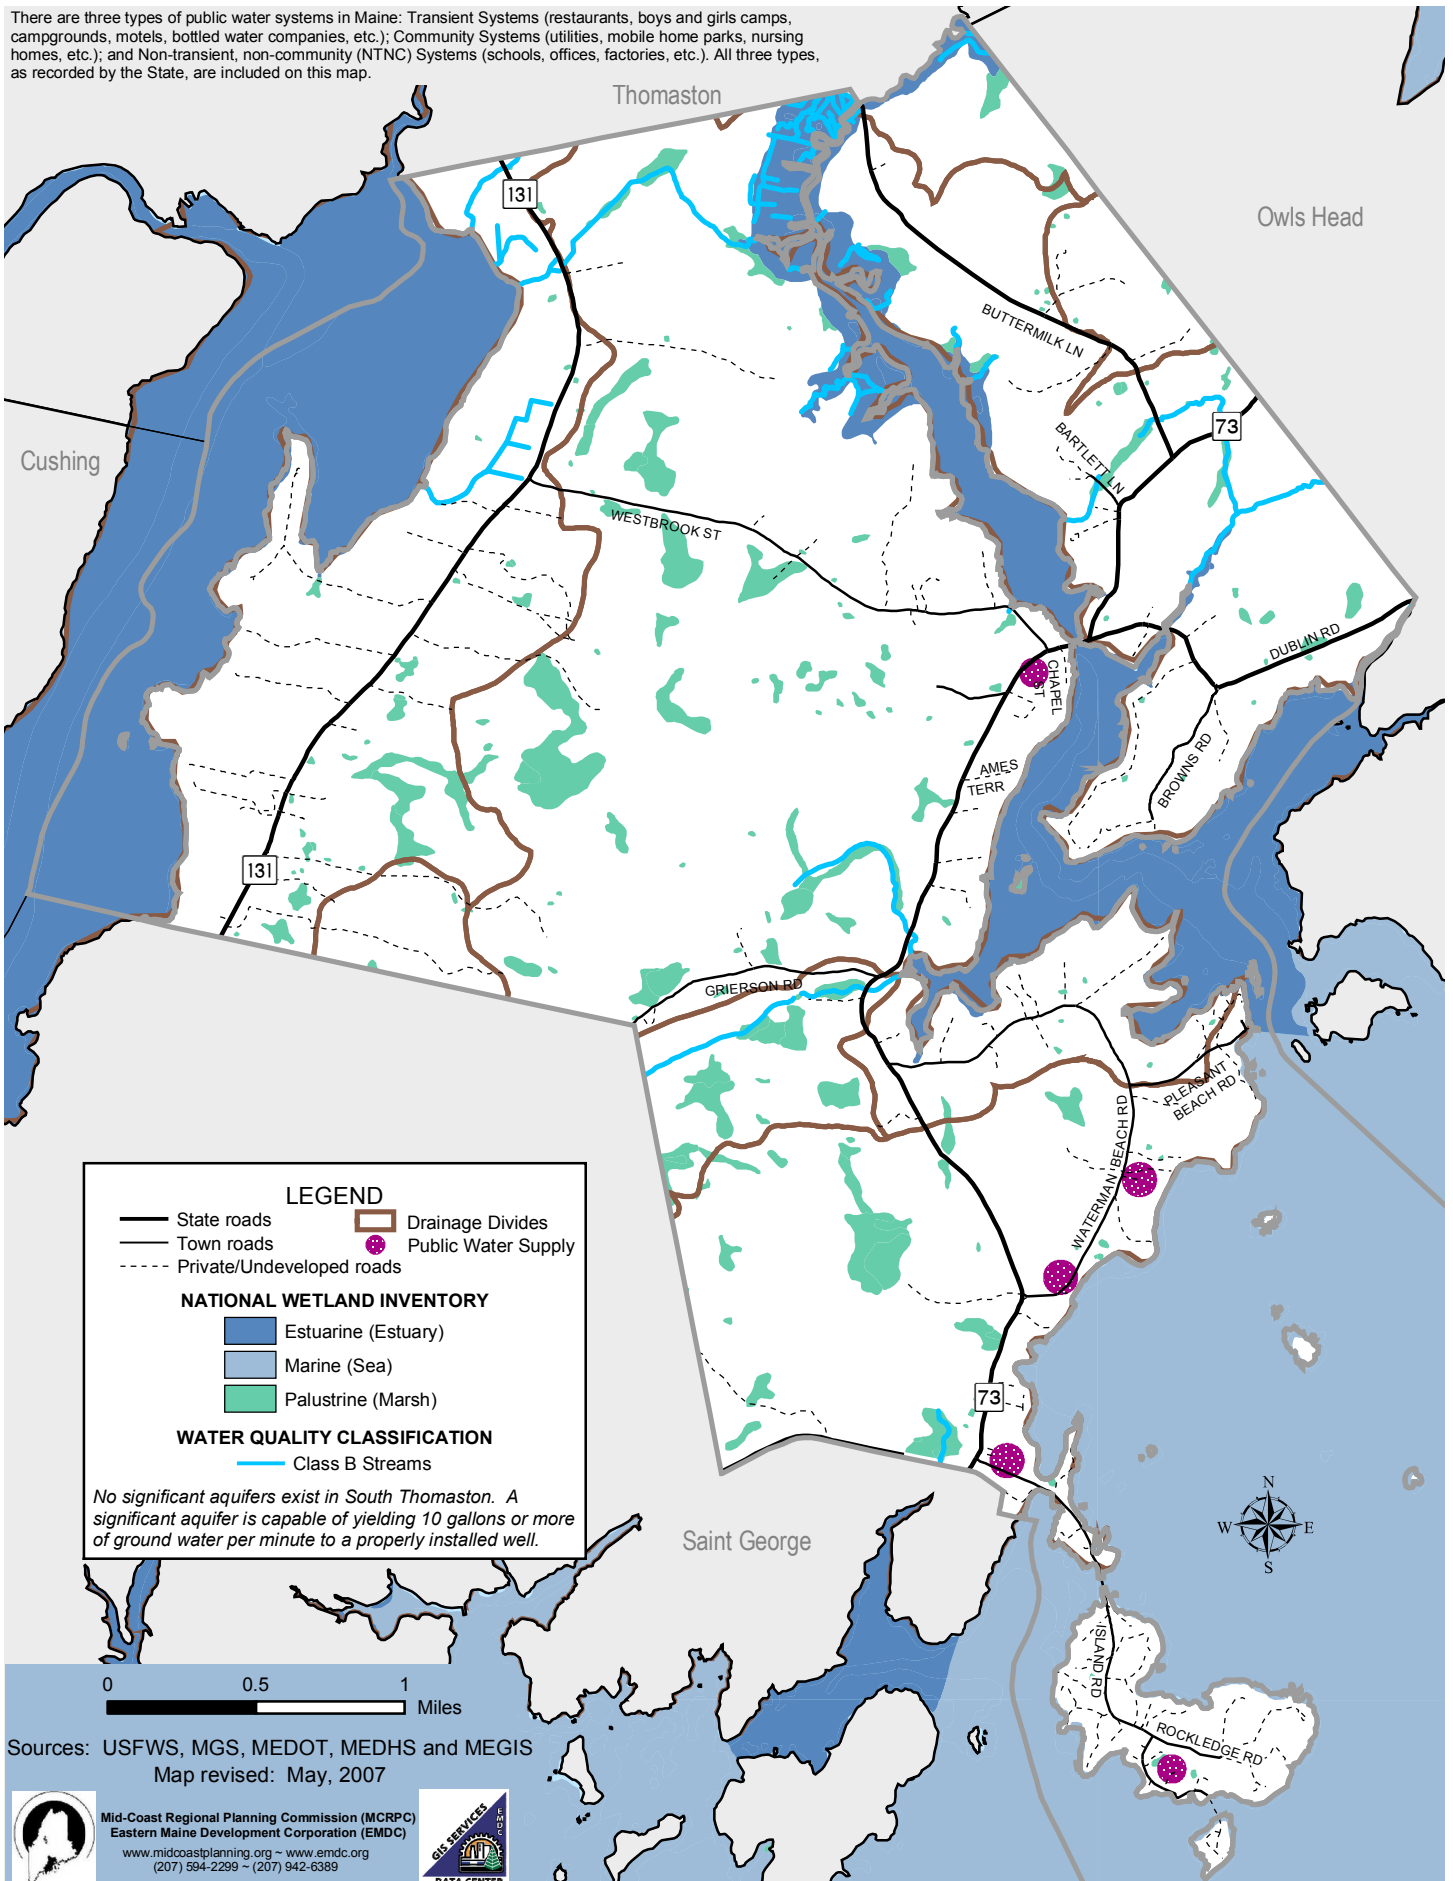 There are three types of public water systems in Maine: Transient Systems (restaurants, boys and girls camps,
campgrounds, motels, bottled water companies, etc.); Community Systems (utilities, mobile home parks, nursing
homes, etc.); and Non-transient, non-community (NTNC) Systems (schools, offices, factories, etc.). All three types,
as recorded by the State, are included on this map.
Thomaston
131
Owls Head
BUTTERMILK LN
73
BARTLETT LN
Cushing
WESTBROOK ST
DUBLIN RD
CHAPEL
ST
BROWNS RD
AMES
TERR
131
GRIERSON RD
PLEASANT
BEACH RD
WATERMAN BEACH RD
73
LEGEND
State roads
Town roads
Private/Undeveloped roads
Drainage Divides
Public Water Supply
NATIONAL WETLAND INVENTORY
Estuarine (Estuary)
Marine (Sea)
Palustrine (Marsh)
WATER QUALITY CLASSIFICATION
Class B Streams
No significant aquifers exist in South Thomaston. A
significant aquifer is capable of yielding 10 gallons or more
of ground water per minute to a properly installed well.
Saint George
N
W E
S
ISLAND RD
ROCKLEDGE RD
0 0.5 1
Miles
Sources: USFWS, MGS, MEDOT, MEDHS and MEGIS
Map revised: May, 2007
Mid-Coast Regional Planning Commission (MCRPC)
Eastern Maine Development Corporation (EMDC)
www.midcoastplanning.org ~ www.emdc.org
(207) 594-2299 ~ (207) 942-6389
GIS SERVICES
EMDC
DATA CENTER